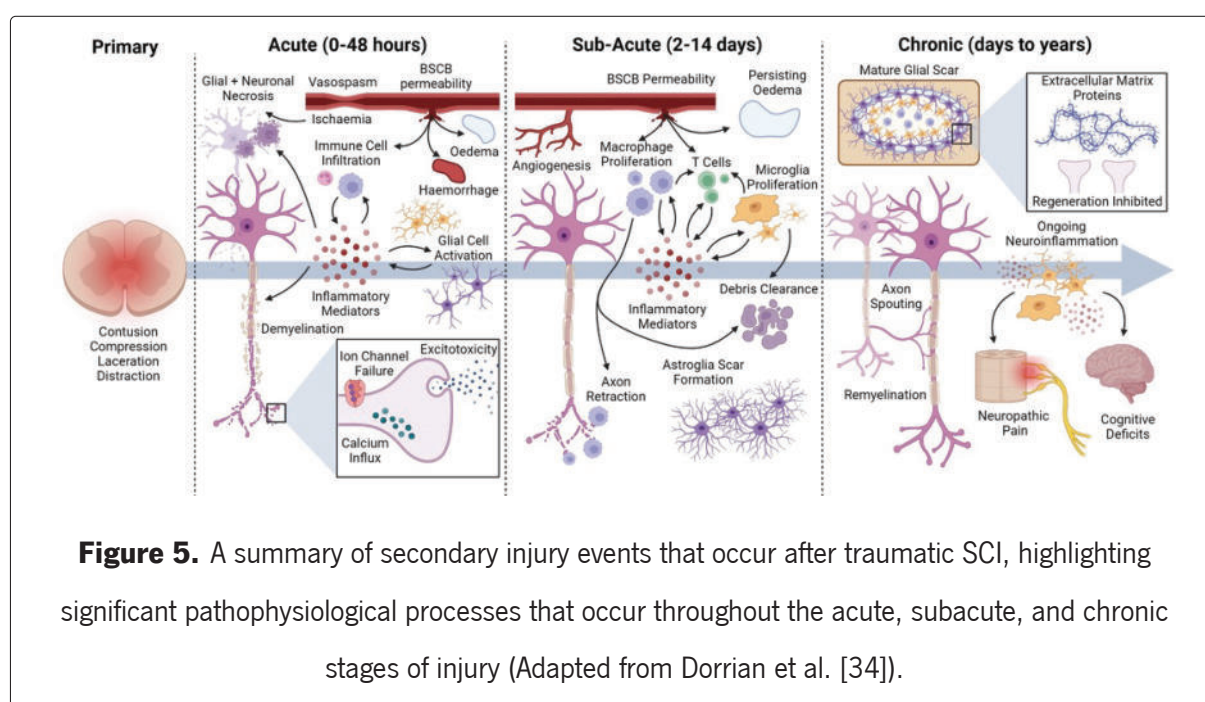 Primary
Contusion
Compression
Laceration
Distraction
Acute (0-48 hours)
Glial + Neuronal
Necrosis
Vasospasm
BSCB
permeability
Ischaemia
Immune Cell
Infiltration
Oedema
Haemorrhage
Glial Cell
Activation
Inflammatory
Mediators
Demyelination
Ion Channel
Failure
Excitotoxicity
Calcium
Influx
Sub-Acute (2-14 days)
BSCB Permeability
Persisting
Oedema
Angiogenesis
Macrophage
Proliferation
T Cells
Microglia
Proliferation
Inflammatory
Mediators
Debris Clearance
Axon
Retraction
Astroglia Scar
Formation
Chronic (days to years)
Mature Glial Scar
Extracellular Matrix
Proteins
Regeneration Inhibited
Ongoing
Neuroinflammation
Axon
Spouting
Remyelination
Neuropathic
Pain
Cognitive
Deficits
Figure 5. A summary of secondary injury events that occur after traumatic SCI, highlighting
significant pathophysiological processes that occur throughout the acute, subacute, and chronic
stages of injury (Adapted from Dorrian et al. [34]).